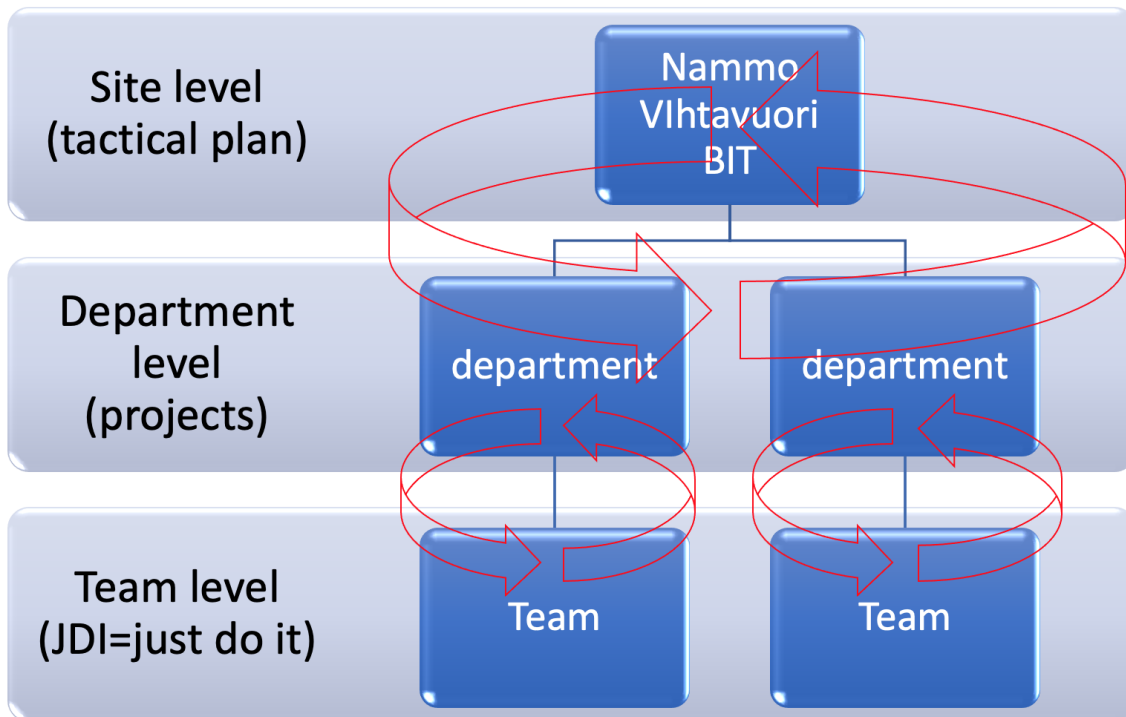 Site level
(tactical plan)
Nammo
VIhtavuori
BIT
Department
level
(projects)
department
department
Team level
(JDI=just do it)
Team
Team